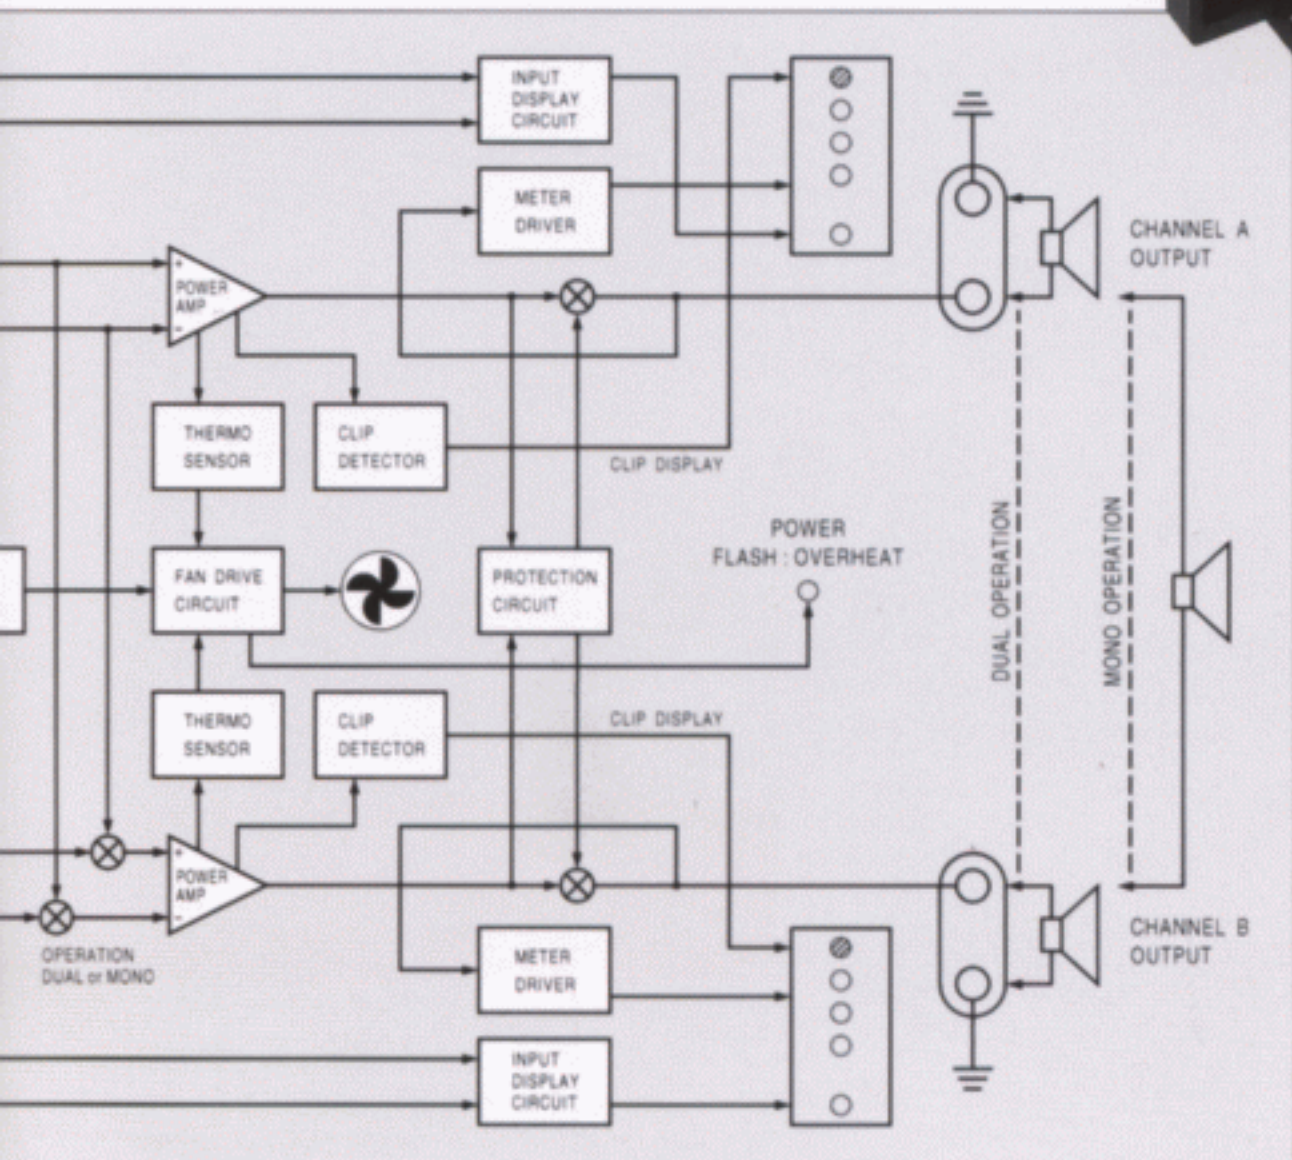 INPUT
DISPLAY
CIRCUIT
METER
DRIVER
CHANNEL A
OUTPUT
+
POWER
AMP
-
THERMO
SENSOR
CLIP
DETECTOR
CLIP DISPLAY
POWER
FLASH : OVERHEAT
DUAL OPERATION
MONO OPERATION
FAN DRIVE
CIRCUIT
PROTECTION
CIRCUIT
THERMO
SENSOR
CLIP
DETECTOR
CLIP DISPLAY
+
POWER
AMP
-
OPERATION
DUAL or MONO
METER
DRIVER
CHANNEL B
OUTPUT
INPUT
DISPLAY
CIRCUIT